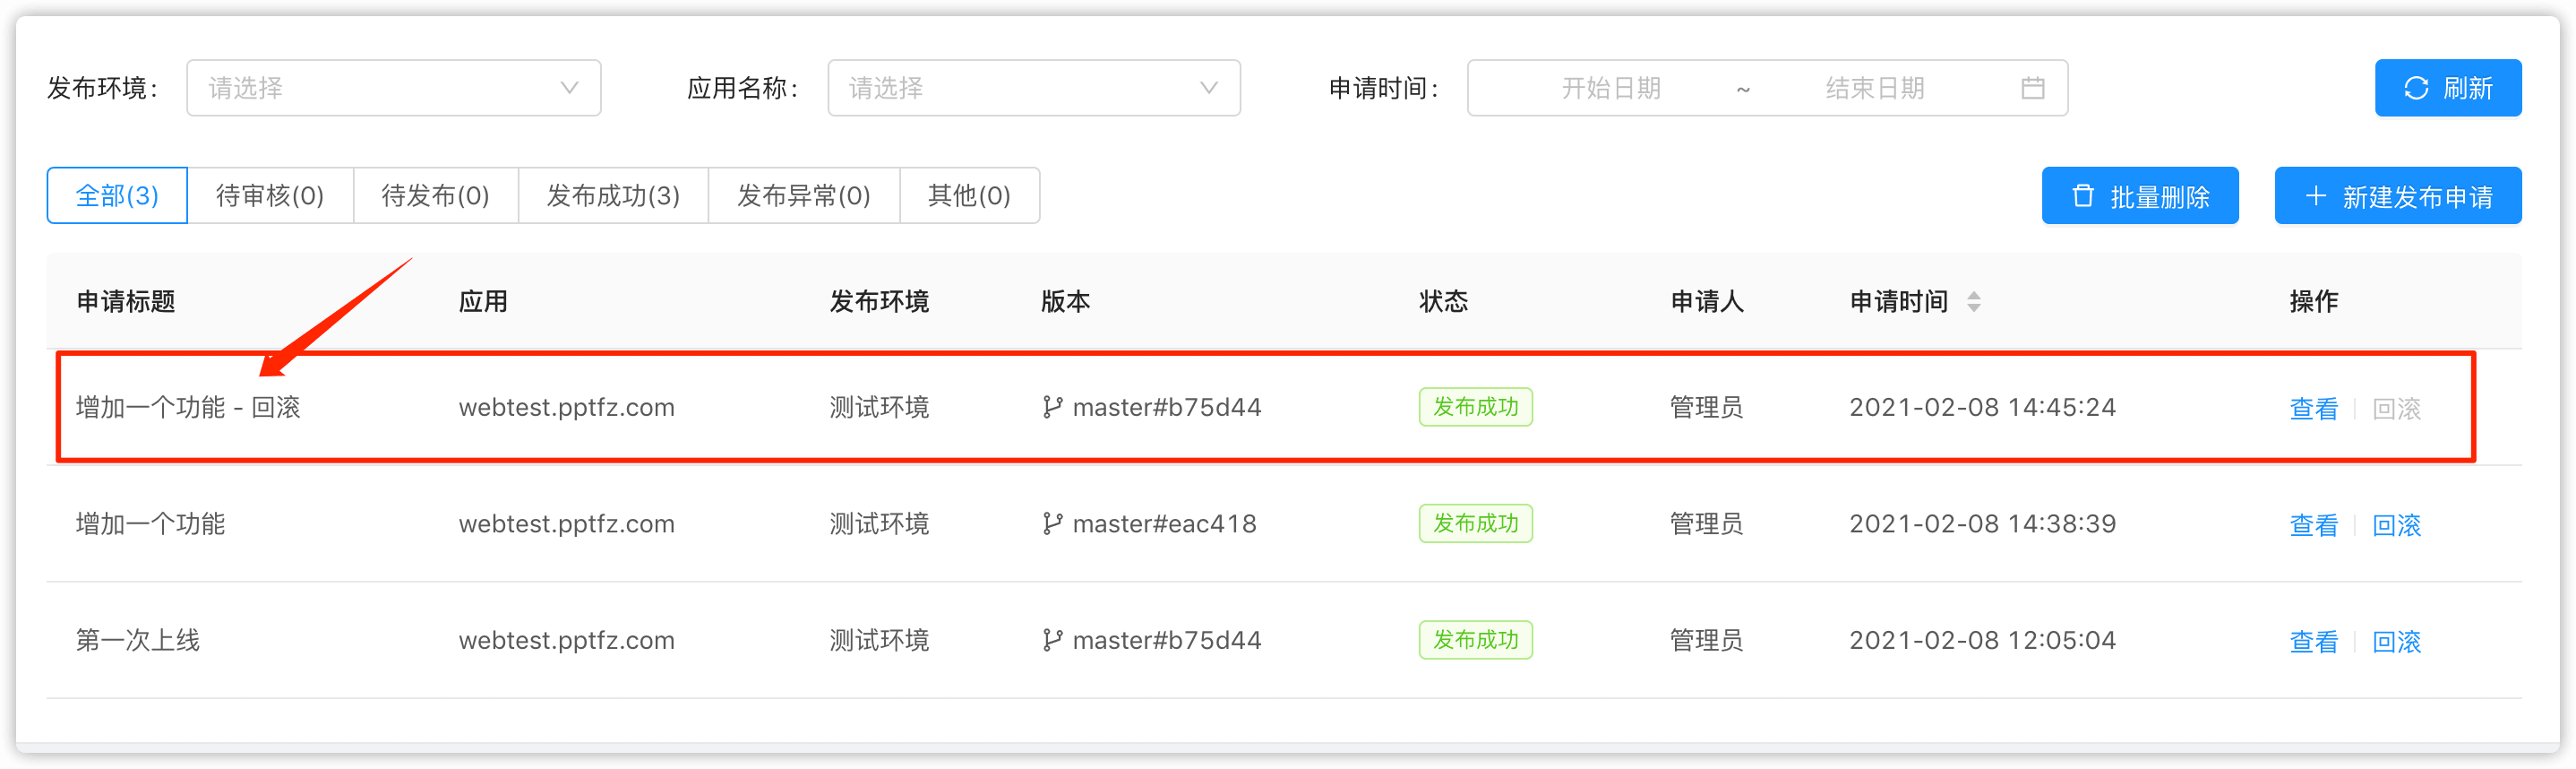 发布环境： 请选择 应用名称： 请选择 申请时间： 开始日期 ~ 结束日期 刷新
全部(3) 待审核(0) 待发布(0) 发布成功(3) 发布异常(0) 其他(0) 批量删除 新建发布申请
申请标题 应用 发布环境 版本 状态 申请人 申请时间 操作
增加一个功能 - 回滚 webtest.pptfz.com 测试环境 master#b75d44 发布成功 管理员 2021-02-08 14:45:24 查看 回滚
增加一个功能 webtest.pptfz.com 测试环境 master#eac418 发布成功 管理员 2021-02-08 14:38:39 查看 回滚
第一次上线 webtest.pptfz.com 测试环境 master#b75d44 发布成功 管理员 2021-02-08 12:05:04 查看 回滚